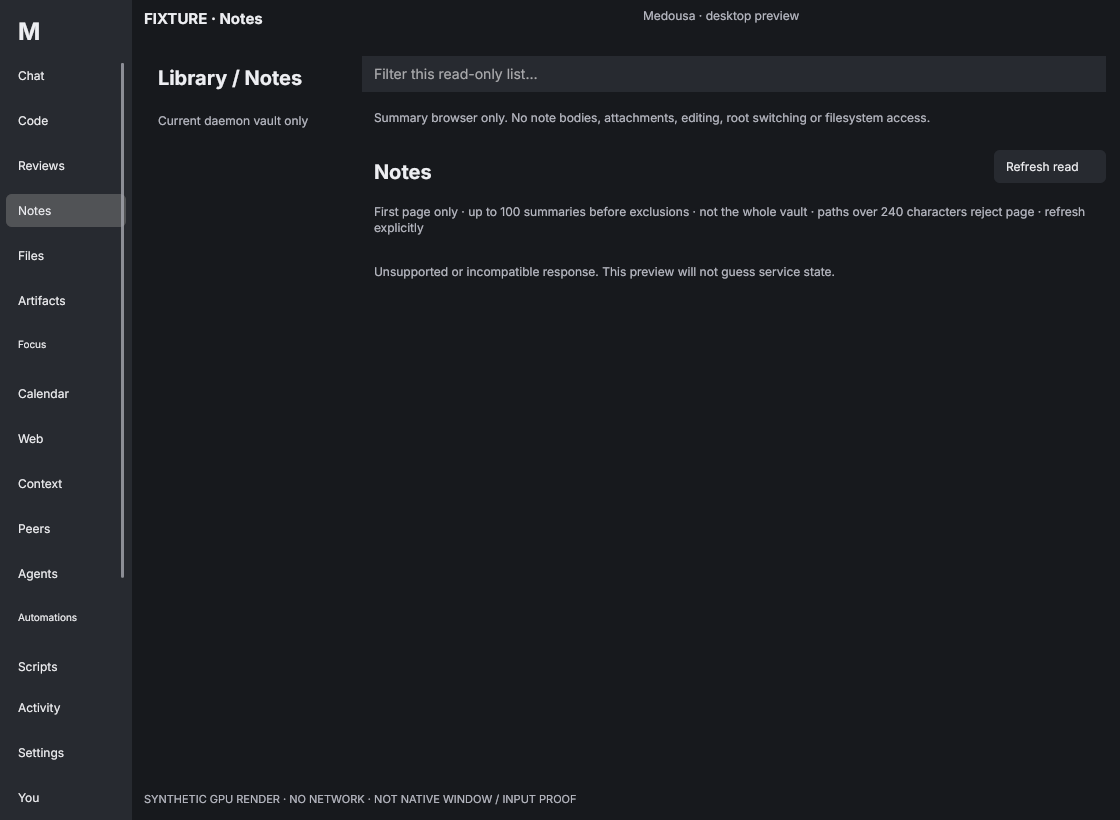 M
Chat
Code
Reviews
Notes
Files
Artifacts
Focus
Calendar
Web
Context
Peers
Agents
Automations
Scripts
Activity
Settings
You
FIXTURE · Notes
Medousa · desktop preview
Library / Notes
Current daemon vault only
Filter this read-only list...
Summary browser only. No note bodies, attachments, editing, root switching or filesystem access.
Notes
Refresh read
First page only · up to 100 summaries before exclusions · not the whole vault · paths over 240 characters reject page · refresh
explicitly
Unsupported or incompatible response. This preview will not guess service state.
SYNTHETIC GPU RENDER · NO NETWORK · NOT NATIVE WINDOW / INPUT PROOF